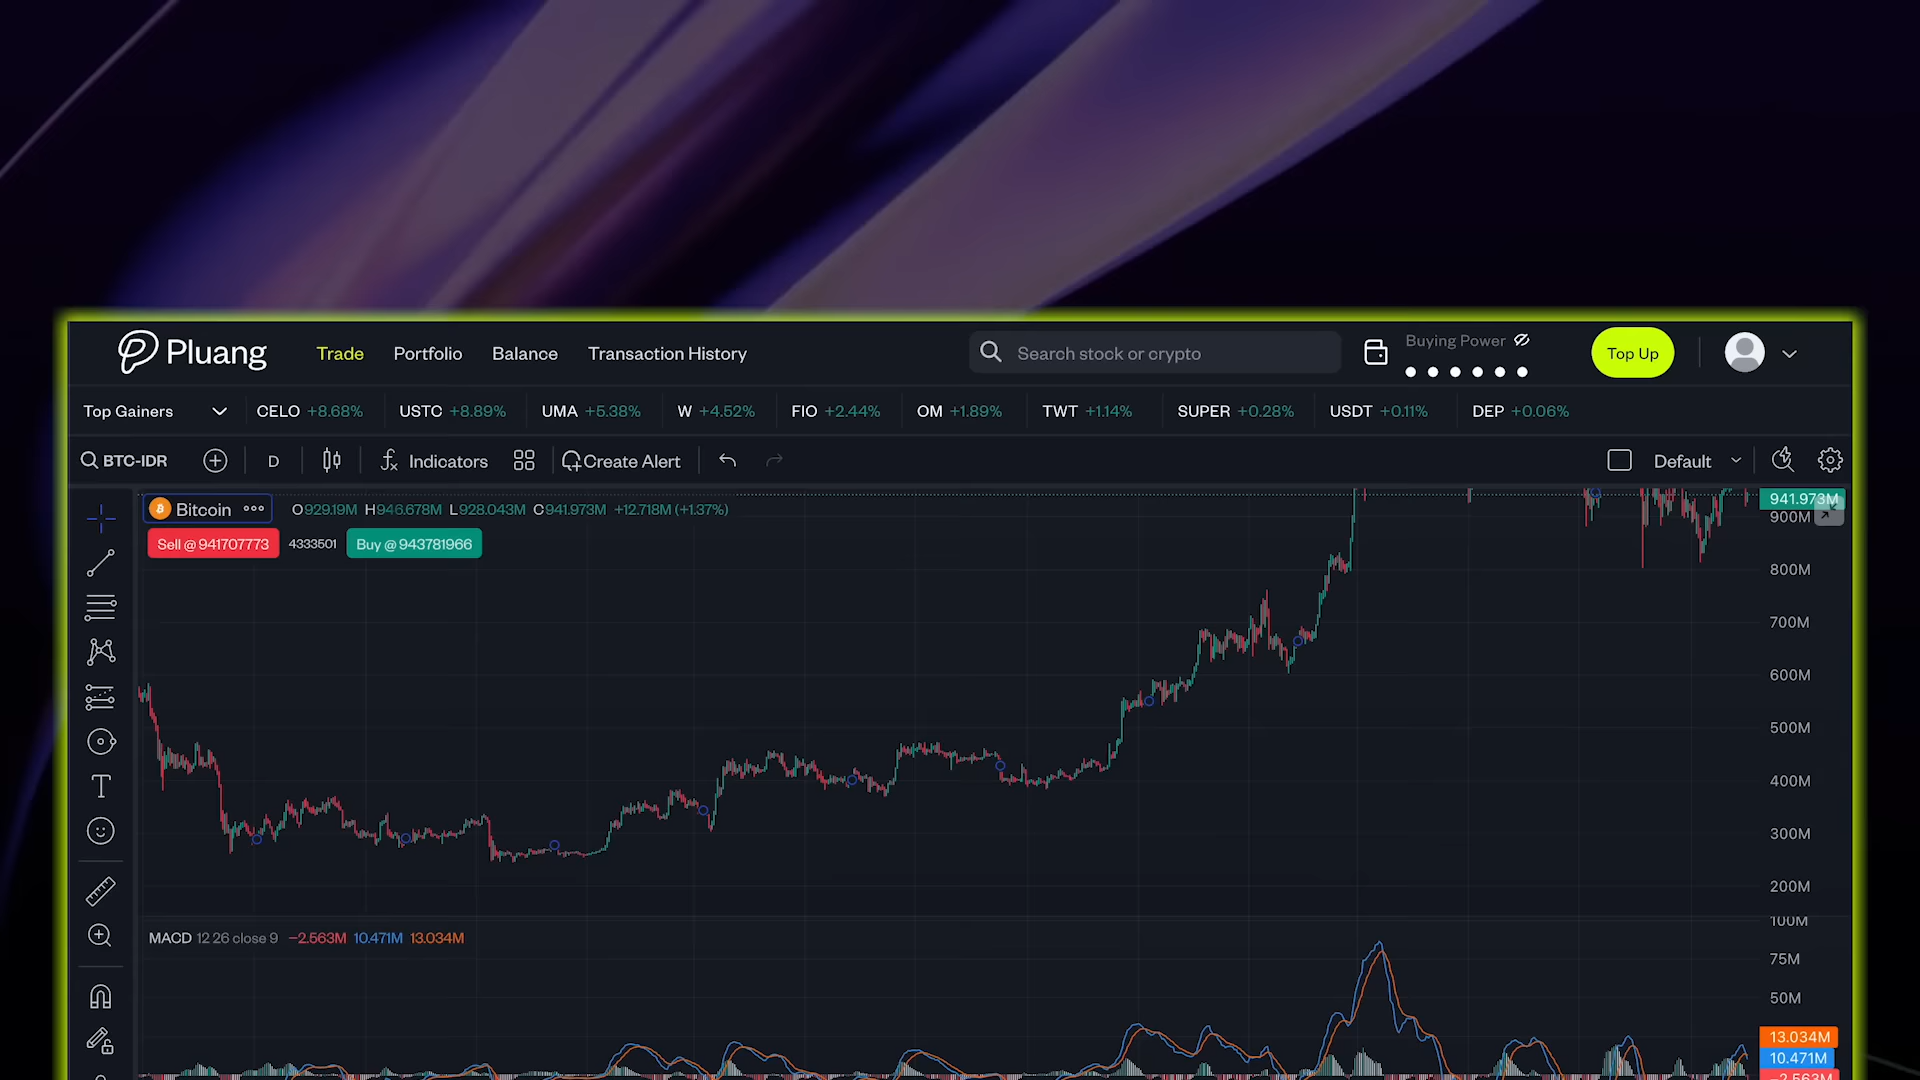 Pluang Trade Portfolio Balance Transaction History Search stock or crypto Buying Power Top Up
Top Gainers CELO +8.68% USTC +8.89% UMA +5.38% W +4.52% FIO +2.44% OM +1.89% TWT +1.14% SUPER +0.28% USDT +0.11% DEP +0.06%
BTC-IDR D Indicators Create Alert Default
Bitcoin O929.19M H946.678M L928.043M C941.973M +12.718M (+1.37%)
Sell @ 941707773 4333501 Buy @ 943781966
941.973M
900M
800M
700M
600M
500M
400M
300M
200M
100M
MACD 12 26 close 9 −2.563M 10.471M 13.034M
75M
50M
13.034M
10.471M
−2.563M